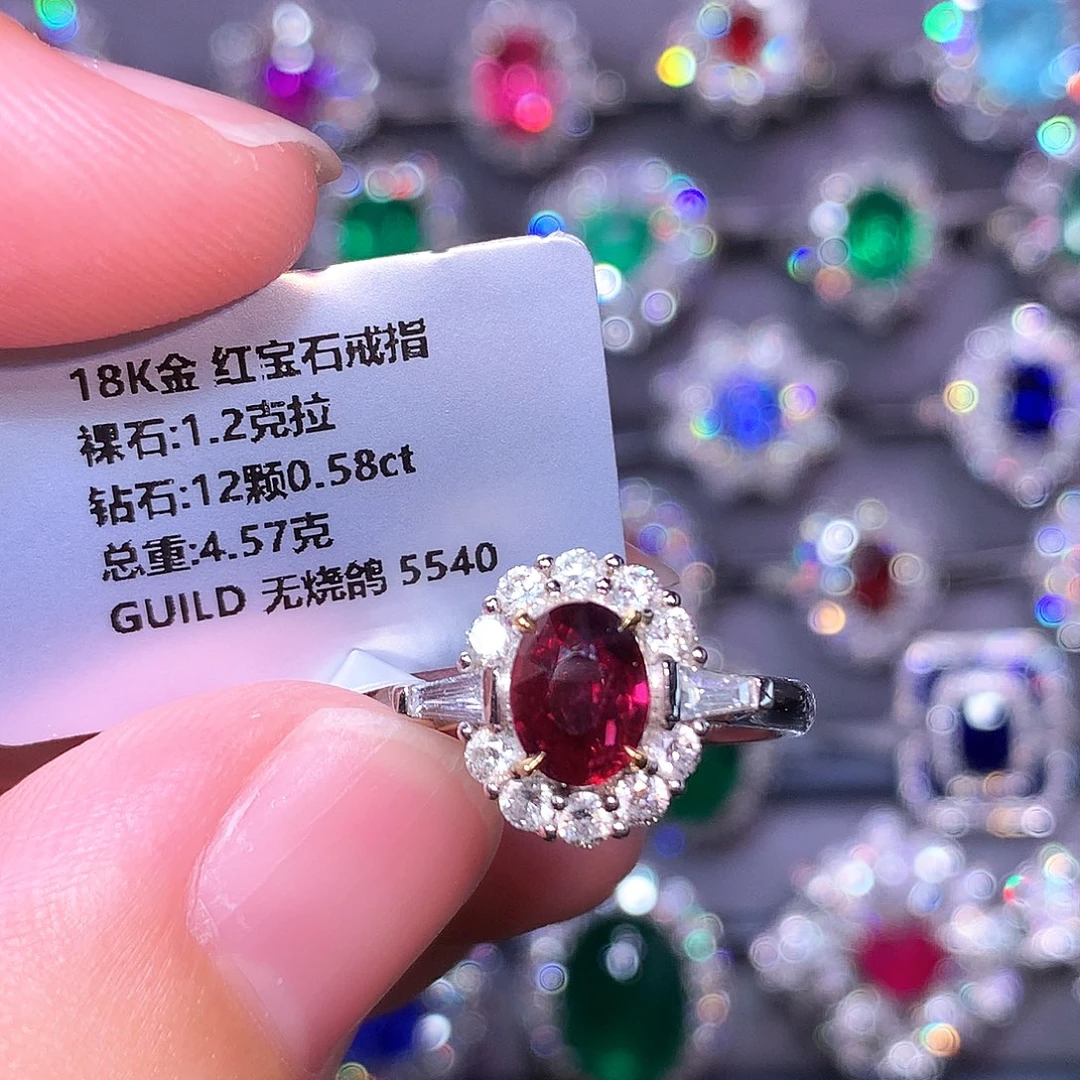 18K金 红宝石戒指
裸石:1.2克拉
钻石:12颗0.58ct
总重:4.57克
GUILD 无烧鸽 5540